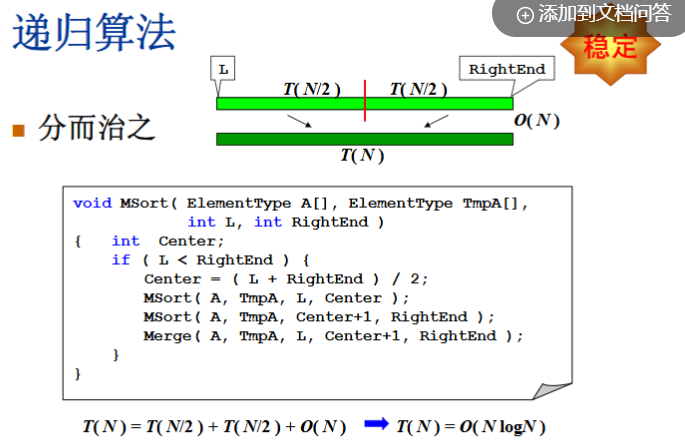 添加到文档问答
递归算法
稳定
L
RightEnd
T( N/2 ) T( N/2 )
O( N )
分而治之
T( N )
void MSort( ElementType A[], ElementType TmpA[],
int L, int RightEnd )
{ int Center;
if ( L < RightEnd ) {
Center = ( L + RightEnd ) / 2;
MSort( A, TmpA, L, Center );
MSort( A, TmpA, Center+1, RightEnd );
Merge( A, TmpA, L, Center+1, RightEnd );
}
}
T( N ) = T( N/2 ) + T( N/2 ) + O( N ) T( N ) = O( N logN )